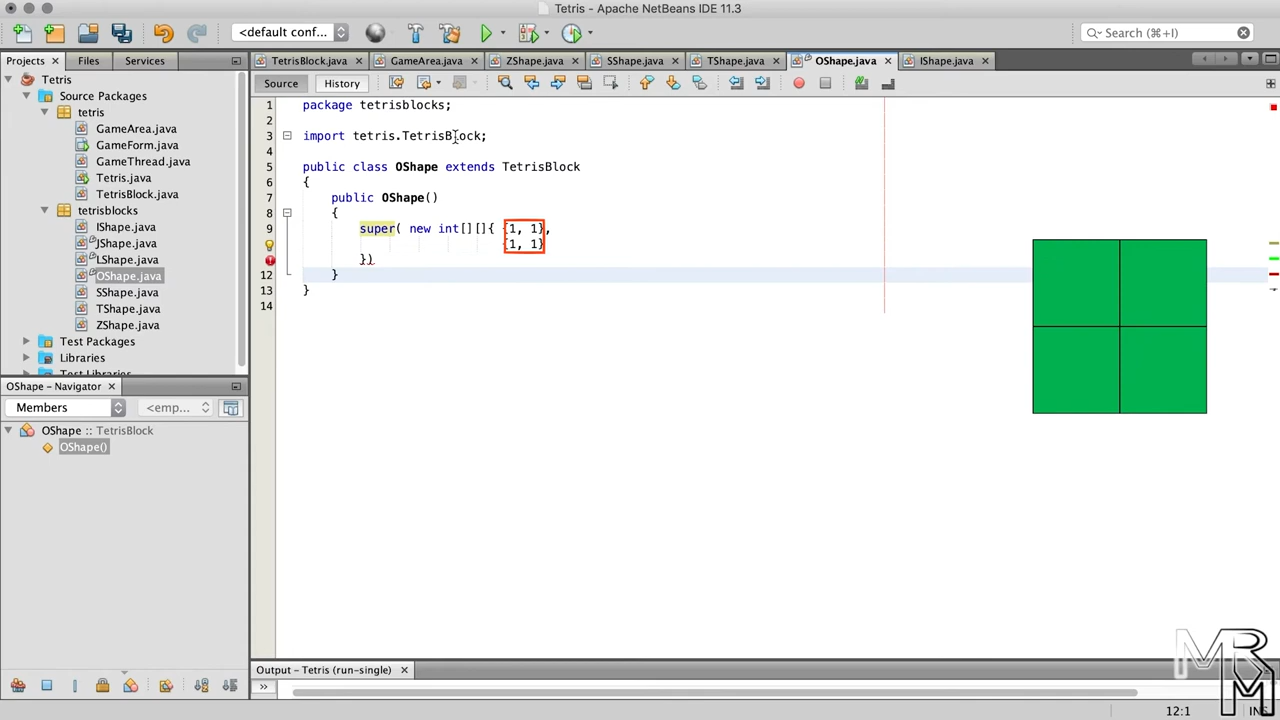 Tetris - Apache NetBeans IDE 11.3
<default conf...
Search (⌘+I)
Projects Files Services
TetrisBlock.java GameArea.java ZShape.java SShape.java TShape.java OShape.java IShape.java
Source History
Tetris
Source Packages
tetris
GameArea.java
GameForm.java
GameThread.java
Tetris.java
TetrisBlock.java
tetrisblocks
IShape.java
JShape.java
LShape.java
OShape.java
SShape.java
TShape.java
ZShape.java
Test Packages
Libraries
Test Libraries
1 package tetrisblocks;
2
3 import tetris.TetrisBlock;
4
5 public class OShape extends TetrisBlock
6 {
7 public OShape()
8 {
9 super( new int[][]{ {1, 1},
{1, 1}
})
12 }
13 }
14
OShape - Navigator
Members <emp...
OShape :: TetrisBlock
OShape()
Output - Tetris (run-single)
»
12:1 INS
MRM